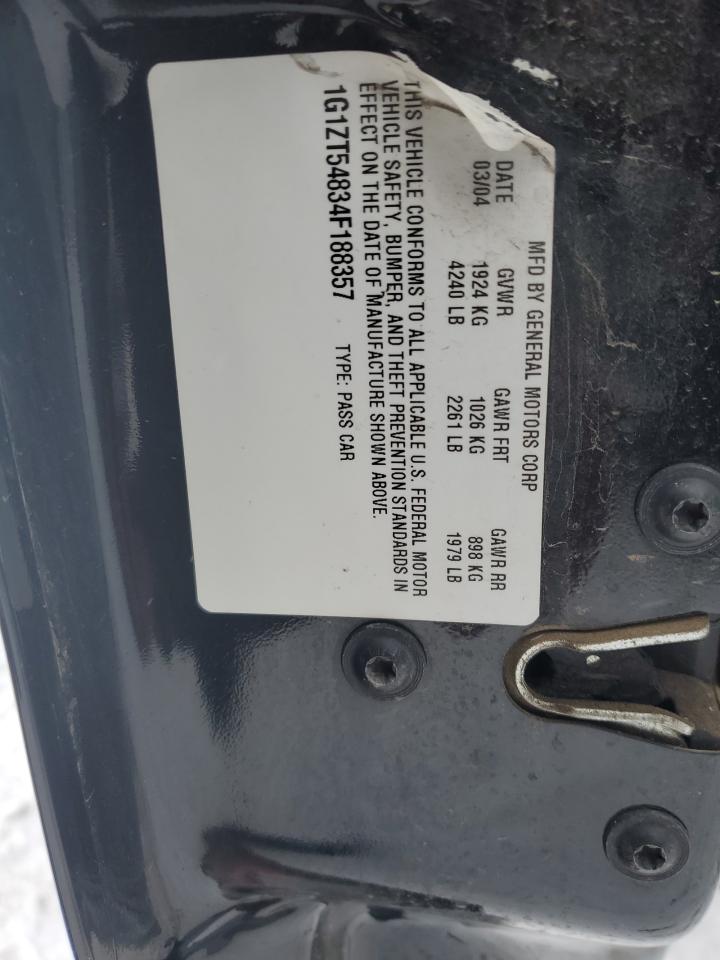 MFD BY GENERAL MOTORS CORP
DATE GVWR GAWR FRT GAWR RR
03/04 1924 KG 1026 KG 898 KG
4240 LB 2261 LB 1979 LB
THIS VEHICLE CONFORMS TO ALL APPLICABLE U.S. FEDERAL MOTOR
VEHICLE SAFETY, BUMPER, AND THEFT PREVENTION STANDARDS IN
EFFECT ON THE DATE OF MANUFACTURE SHOWN ABOVE.
1G1ZT54834F188357 TYPE: PASS CAR